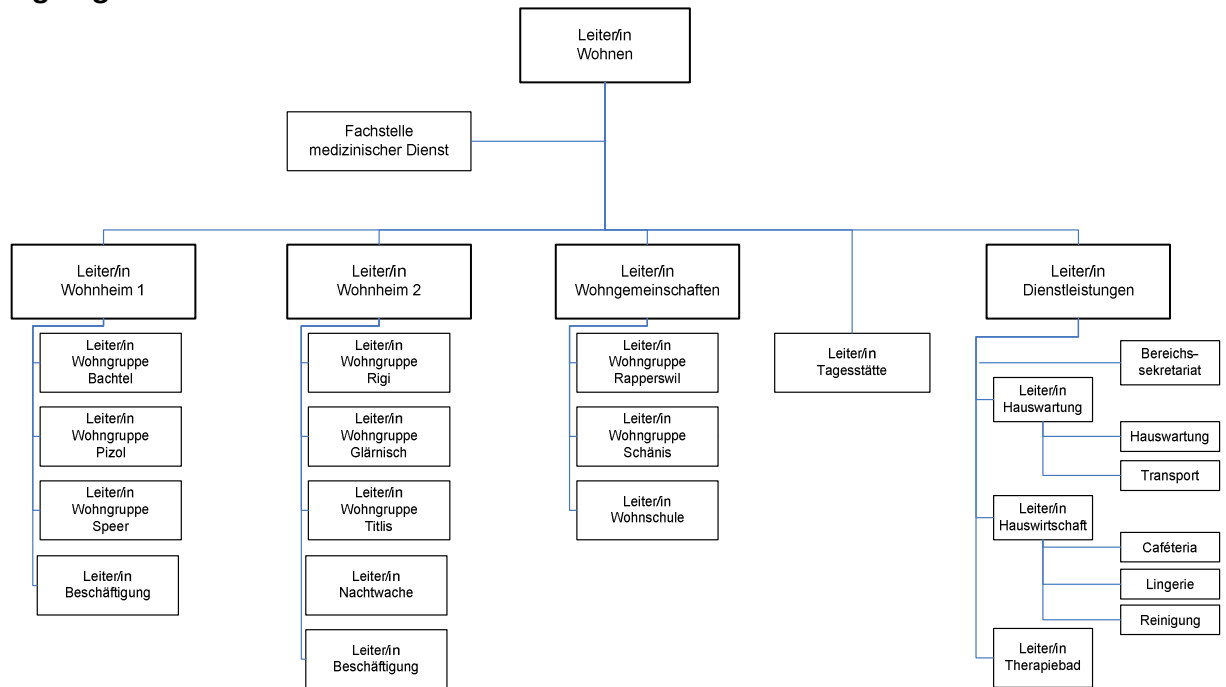 Leiter/in
Wohnen
Fachstelle
medizinischer Dienst
Leiter/in
Wohnheim 1
Leiter/in
Wohnheim 2
Leiter/in
Wohngemeinschaften
Leiter/in
Dienstleistungen
Leiter/in
Wohngruppe
Bachtel
Leiter/in
Wohngruppe
Pizol
Leiter/in
Wohngruppe
Speer
Leiter/in
Beschäftigung
Leiter/in
Wohngruppe
Rigi
Leiter/in
Wohngruppe
Glärnisch
Leiter/in
Wohngruppe
Titlis
Leiter/in
Nachtwache
Leiter/in
Beschäftigung
Leiter/in
Wohngruppe
Rapperswil
Leiter/in
Wohngruppe
Schänis
Leiter/in
Wohnschule
Leiter/in
Tagesstätte
Bereichs-
sekretariat
Leiter/in
Hauswartung
Hauswartung
Transport
Leiter/in
Hauswirtschaft
Caféteria
Lingerie
Reinigung
Leiter/in
Therapiebad